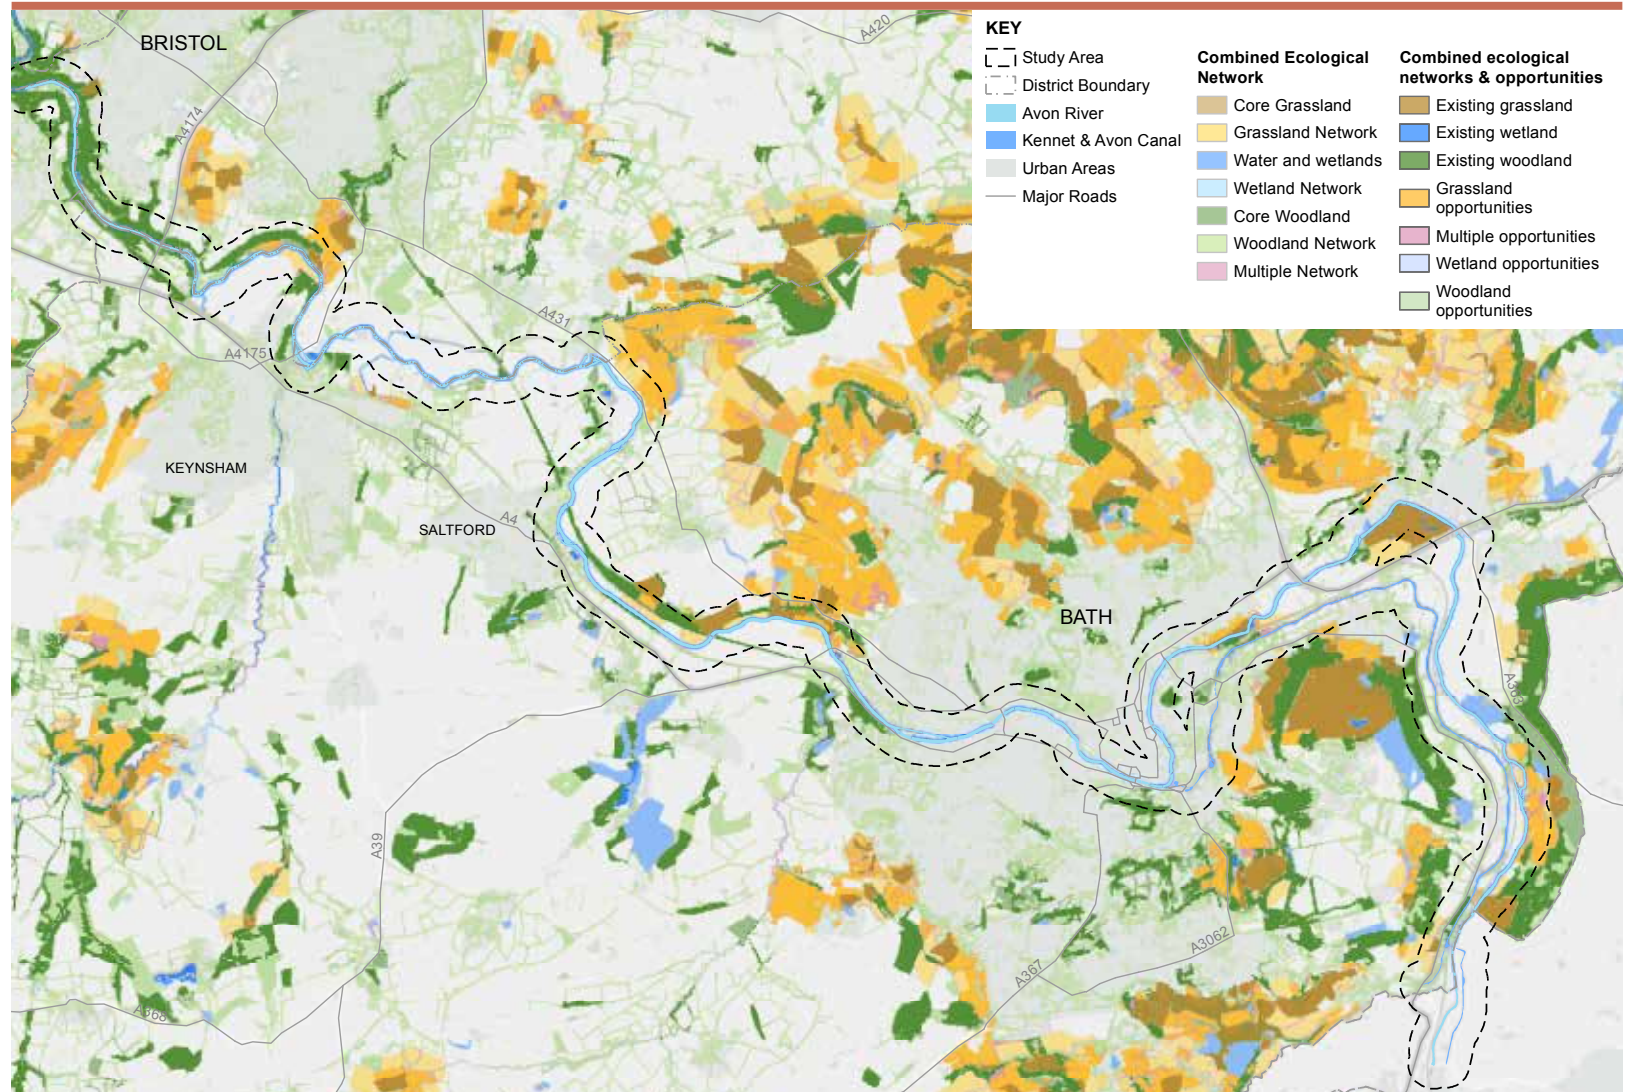 BRISTOL
A420
A4174
A431
A4175
KEYNSHAM
SALTFORD
A4
BATH
A363
A39
A3062
A367
A368
KEY
Study Area
District Boundary
Avon River
Kennet & Avon Canal
Urban Areas
Major Roads
Combined Ecological
Network
Core Grassland
Grassland Network
Water and wetlands
Wetland Network
Core Woodland
Woodland Network
Multiple Network
Combined ecological
networks & opportunities
Existing grassland
Existing wetland
Existing woodland
Grassland
opportunities
Multiple opportunities
Wetland opportunities
Woodland
opportunities